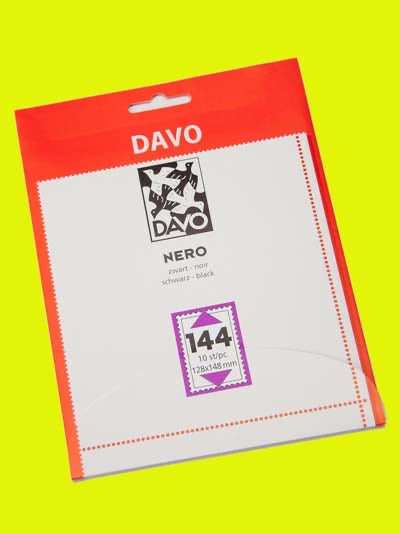 DAVO
DAVO
NERO
zwart - noir
schwarz - black
144
10 st/pc
128x148 mm